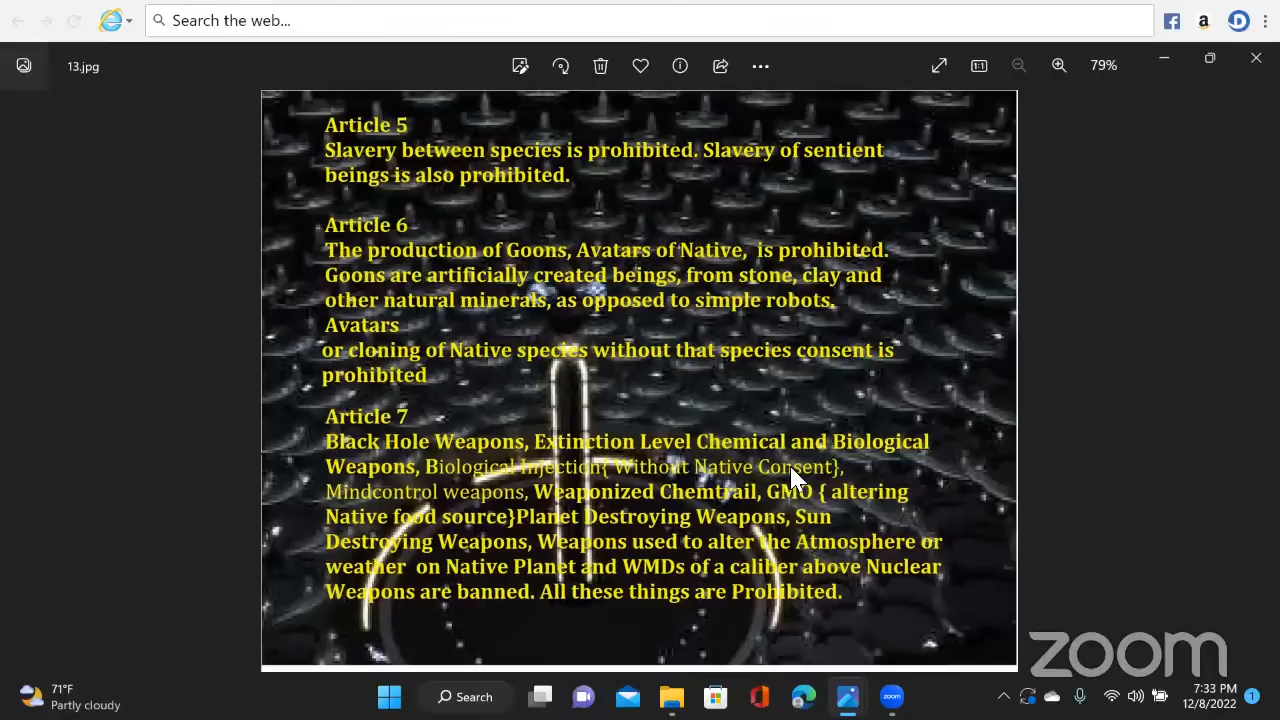 Search the web...
13.jpg
79%
Article 5
Slavery between species is prohibited. Slavery of sentient
beings is also prohibited.
Article 6
The production of Goons, Avatars of Native,  is prohibited.
Goons are artificially created beings, from stone, clay and
other natural minerals, as opposed to simple robots.
Avatars
or cloning of Native species without that species consent is
prohibited
Article 7
Black Hole Weapons, Extinction Level Chemical and Biological
Weapons, Biological Injection{ Without Native Consent},
Mindcontrol weapons, Weaponized Chemtrail, GMO { altering
Native food source}Planet Destroying Weapons, Sun
Destroying Weapons, Weapons used to alter the Atmosphere or
weather  on Native Planet and WMDs of a caliber above Nuclear
Weapons are banned. All these things are Prohibited.
zoom
71°F
Partly cloudy
Search
zoom
7:33 PM
12/8/2022
1